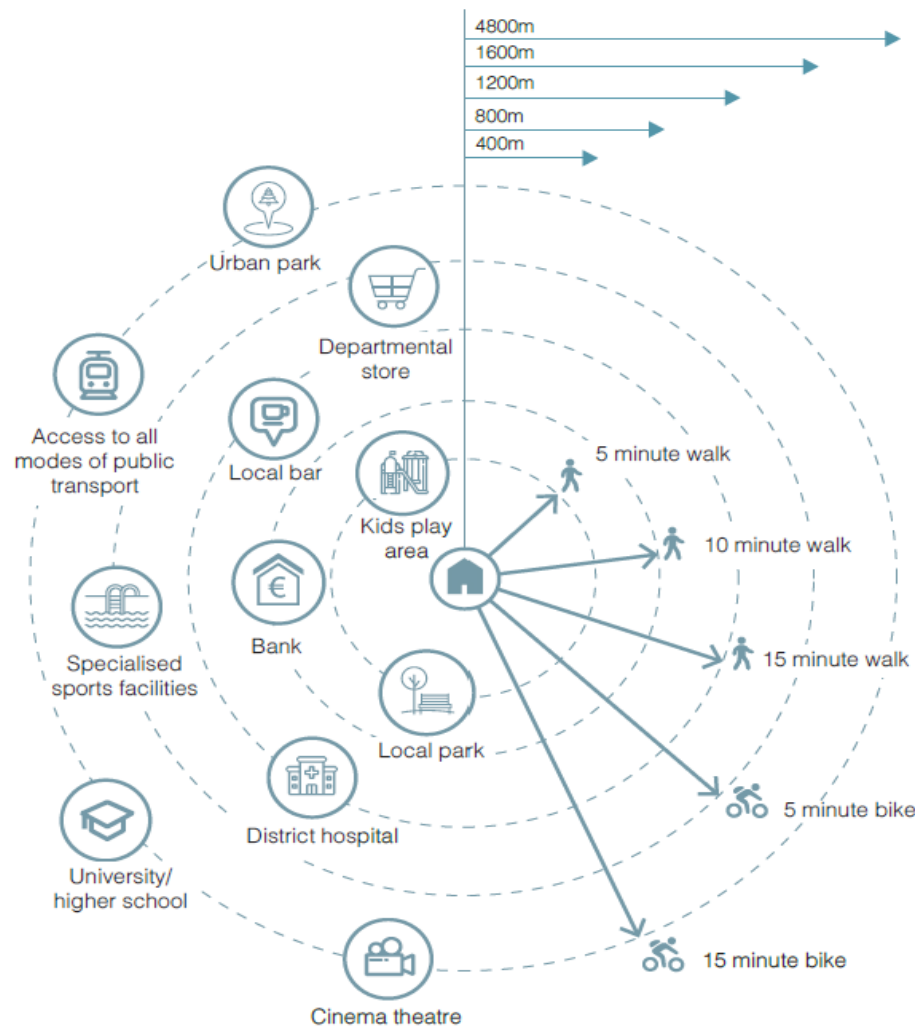 4800m
1600m
1200m
800m
400m
Urban park
Departmental
store
Access to all
modes of public
transport
Local bar
Kids play
area
5 minute walk
10 minute walk
€
Bank
Specialised
sports facilities
15 minute walk
Local park
District hospital
5 minute bike
University/
higher school
15 minute bike
Cinema theatre